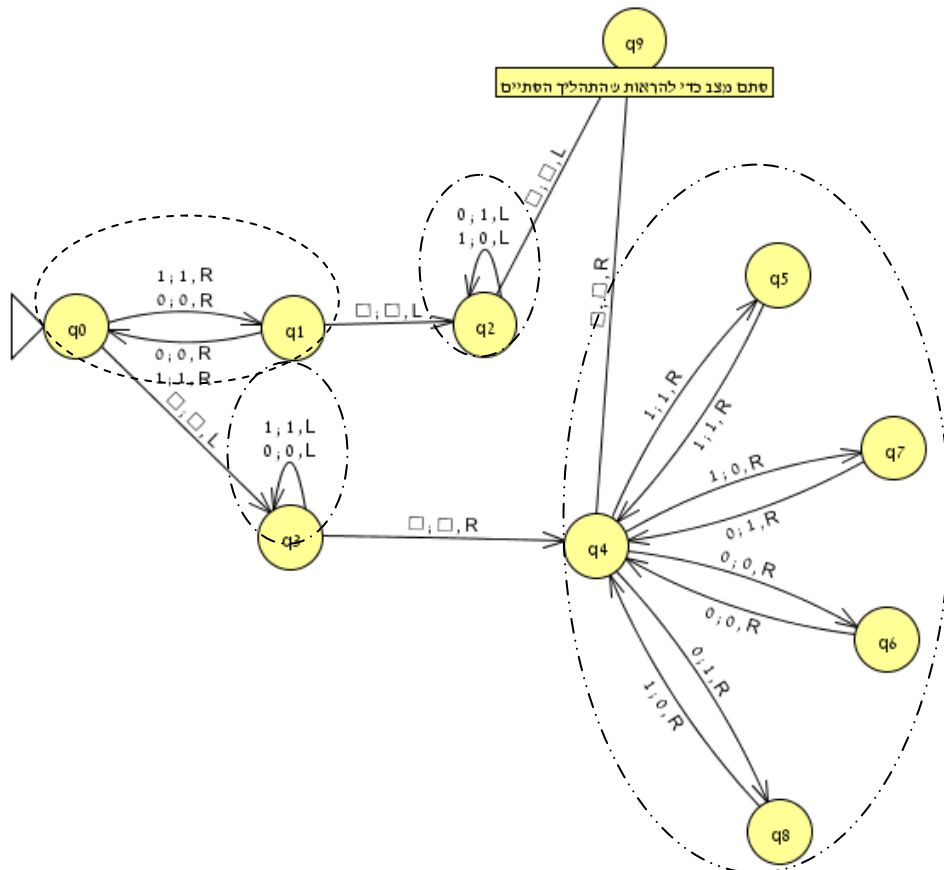 q9
סתם מצב כדי להראות שהתהליך הסתיים
□; □, L
0; 1, L
1; 0, L
□; □, R
q5
1; 1, R
0; 0, R
q0
q1
□; □, L
q2
0; 0, R
1; 1, R
□; □, L
1; 1, R
1; 1, R
1; 1, L
0; 0, L
q7
1; 0, R
0; 1, R
q3
□; □, R
q4
0; 0, R
0; 0, R
q6
0; 1, R
1; 0, R
q8